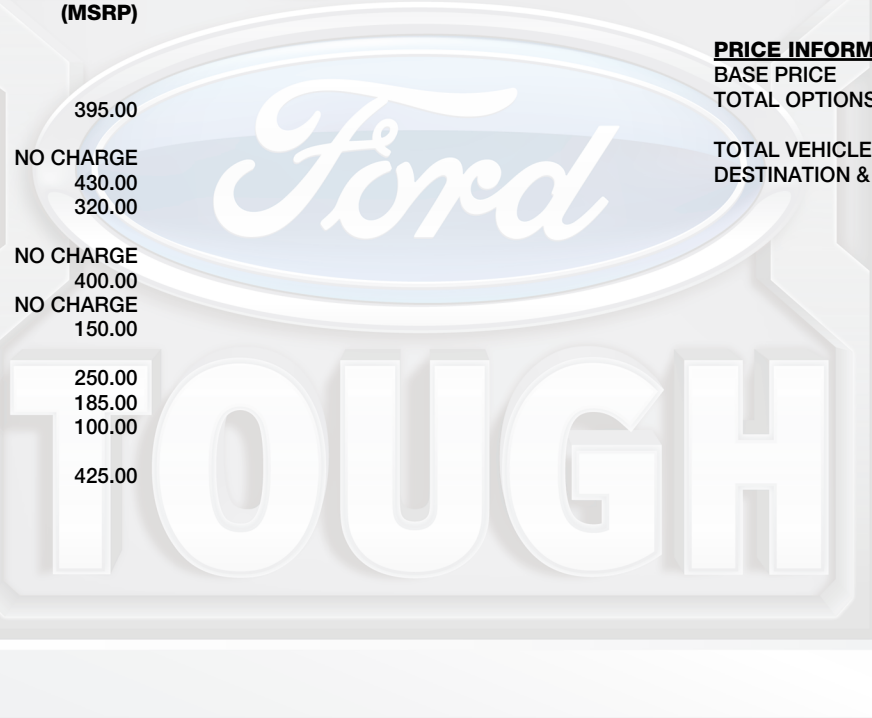 (MSRP)
395.00
NO CHARGE
430.00
320.00
NO CHARGE
400.00
NO CHARGE
150.00
250.00
185.00
100.00
425.00
PRICE INFORM
BASE PRICE
TOTAL OPTIONS
TOTAL VEHICLE
DESTINATION &
Ford
TOUGH